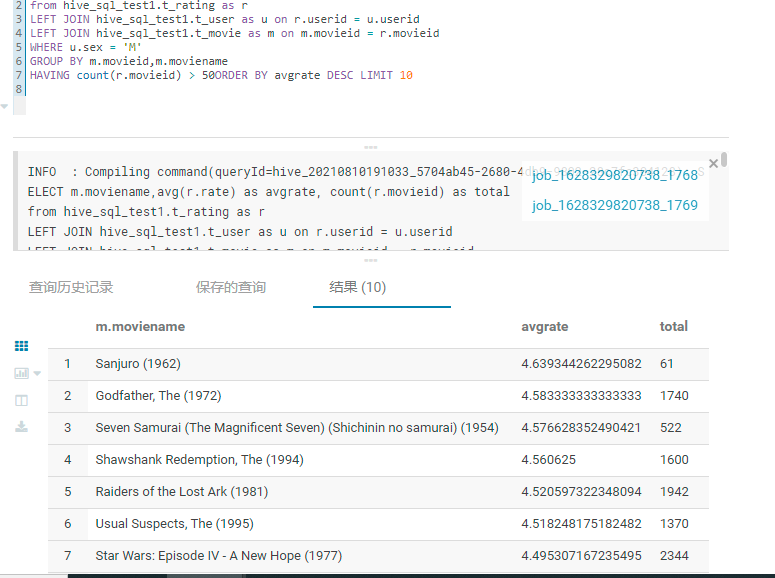 2 from hive_sql_test1.t_rating as r
3 LEFT JOIN hive_sql_test1.t_user as u on r.userid = u.userid
4 LEFT JOIN hive_sql_test1.t_movie as m on m.movieid = r.movieid
5 WHERE u.sex = 'M'
6 GROUP BY m.movieid,m.moviename
7 HAVING count(r.movieid) > 50ORDER BY avgrate DESC LIMIT 10
8
INFO : Compiling command(queryId=hive_20210810191033_5704ab45-2680-
job_1628329820738_1768
ELECT m.moviename,avg(r.rate) as avgrate, count(r.movieid) as total
job_1628329820738_1769
from hive_sql_test1.t_rating as r
LEFT JOIN hive_sql_test1.t_user as u on r.userid = u.userid
LEFT JOIN hive_sql_test1.t_movie as m on m.movieid = r.movieid
查询历史记录 保存的查询 结果 (10)
m.moviename avgrate total
1 Sanjuro (1962) 4.639344262295082 61
2 Godfather, The (1972) 4.583333333333333 1740
3 Seven Samurai (The Magnificent Seven) (Shichinin no samurai) (1954) 4.576628352490421 522
4 Shawshank Redemption, The (1994) 4.560625 1600
5 Raiders of the Lost Ark (1981) 4.520597322348094 1942
6 Usual Suspects, The (1995) 4.518248175182482 1370
7 Star Wars: Episode IV - A New Hope (1977) 4.495307167235495 2344